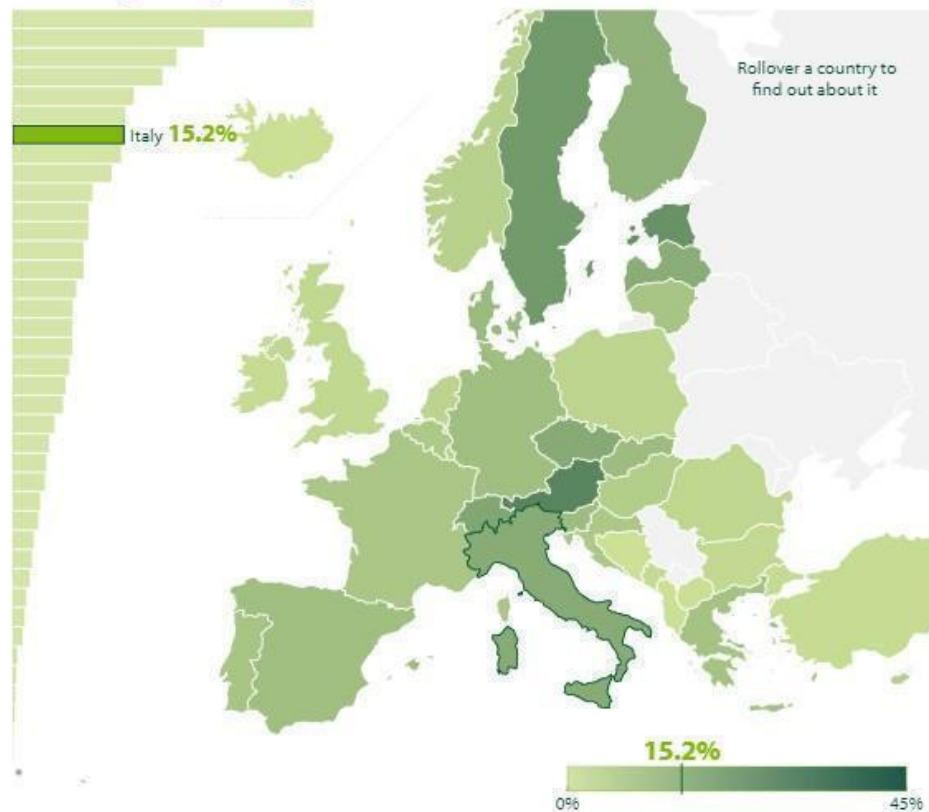 Rollover a country to
find out about it
Italy 15.2%
15.2%
0% 45%